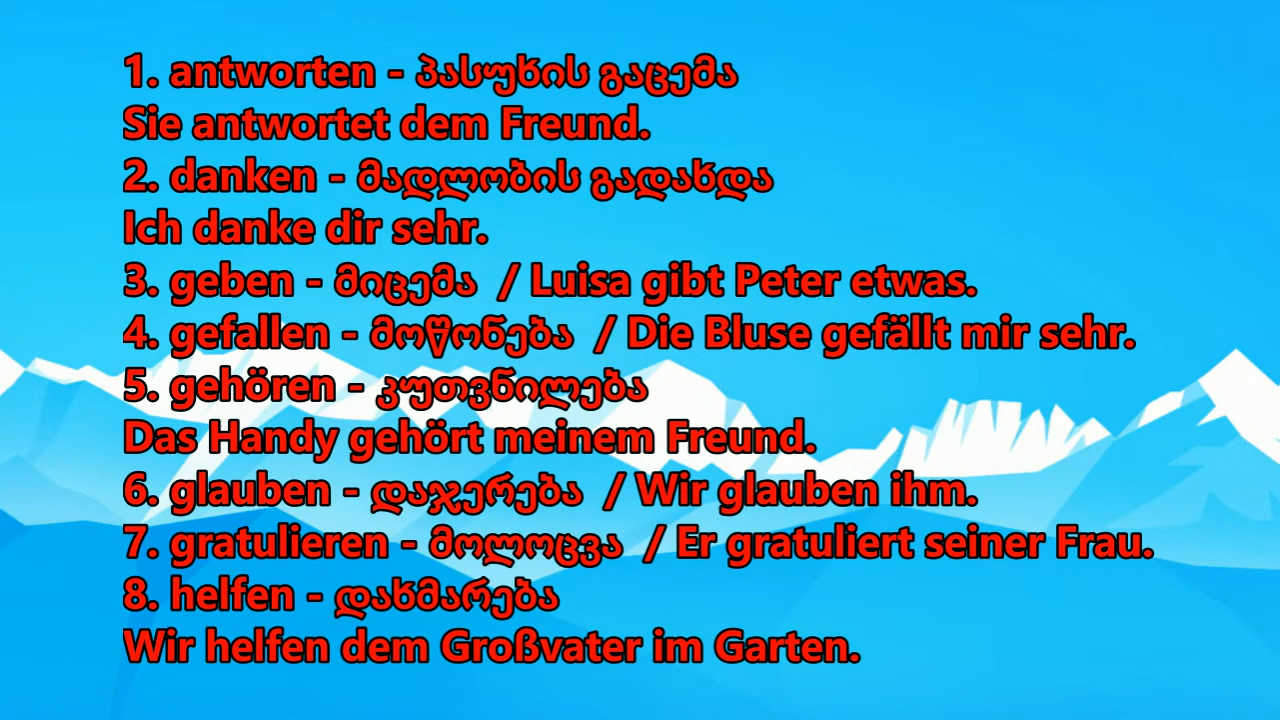 1. antworten - პასუხის გაცემა
Sie antwortet dem Freund.
2. danken - მადლობის გადახდა
Ich danke dir sehr.
3. geben - მიცემა / Luisa gibt Peter etwas.
4. gefallen - მოწონება / Die Bluse gefällt mir sehr.
5. gehören - კუთვნილება
Das Handy gehört meinem Freund.
6. glauben - დაჯერება / Wir glauben ihm.
7. gratulieren - მოლოცვა / Er gratuliert seiner Frau.
8. helfen - დახმარება
Wir helfen dem Großvater im Garten.